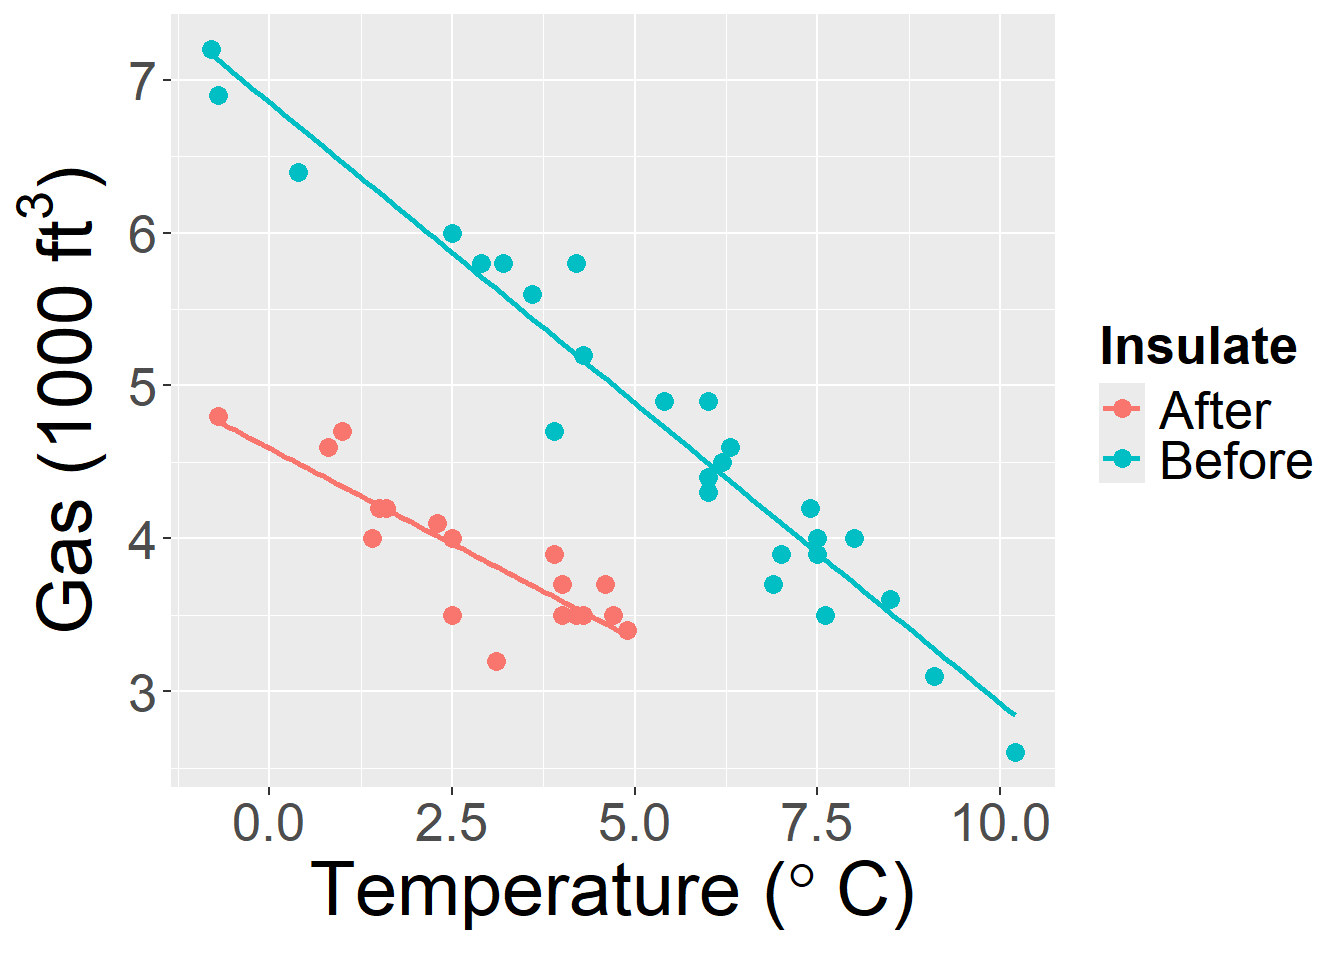 Gas (1000 ft³)
7
6
5
4
3
0.0 2.5 5.0 7.5 10.0
Temperature (° C)
Insulate
After
Before